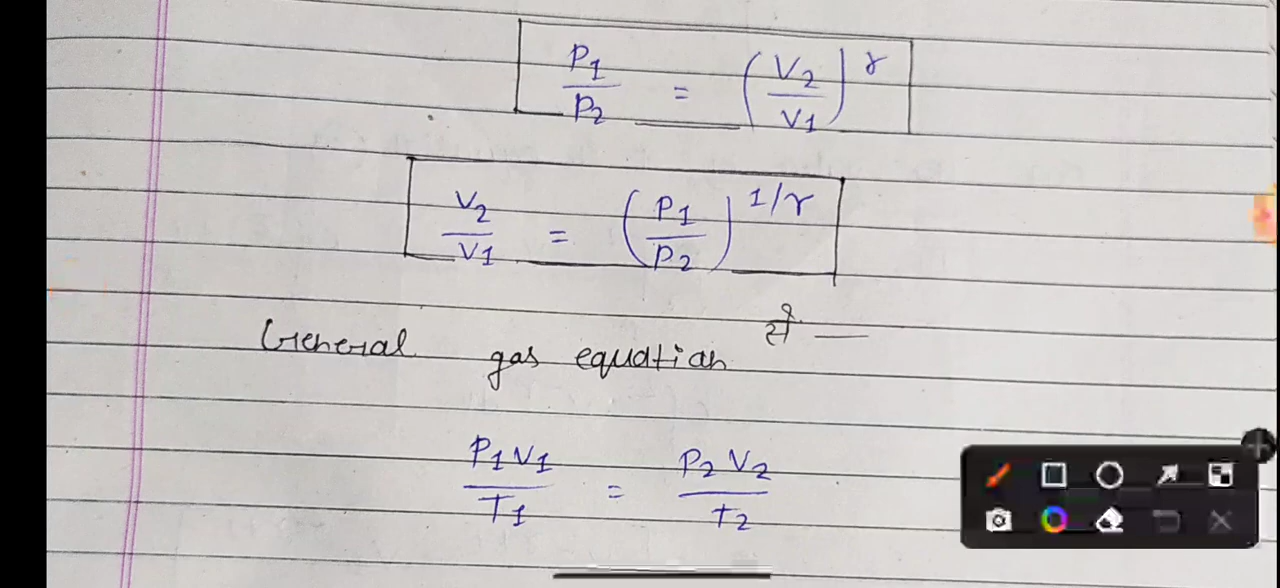 P1/P2 = (V2/V1)^γ
V2/V1 = (P1/P2)^1/γ
General gas equation से —
P1V1/T1 = P2V2/T2